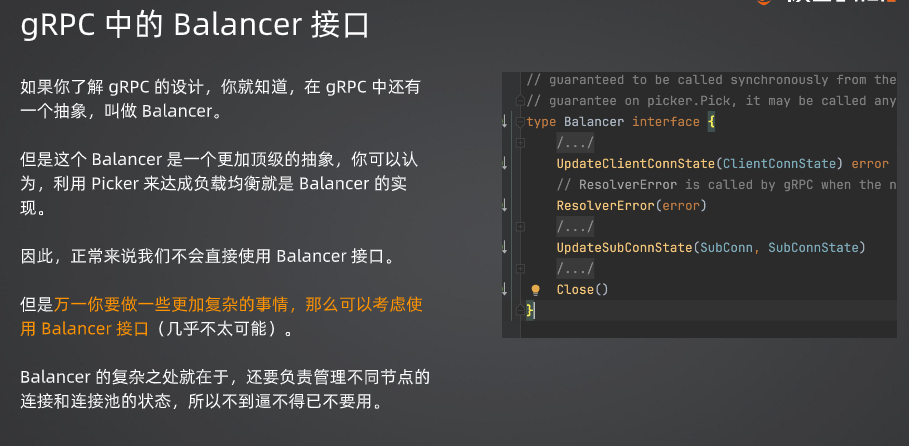 gRPC 中的 Balancer 接口
如果你了解 gRPC 的设计，你就知道，在 gRPC 中还有
一个抽象，叫做 Balancer。
但是这个 Balancer 是一个更加顶级的抽象，你可以认
为，利用 Picker 来达成负载均衡就是 Balancer 的实
现。
因此，正常来说我们不会直接使用 Balancer 接口。
但是万一你要做一些更加复杂的事情，那么可以考虑使
用 Balancer 接口（几乎不太可能）。
Balancer 的复杂之处就在于，还要负责管理不同节点的
连接和连接池的状态，所以不到逼不得已不要用。
// guaranteed to be called synchronously from the
// guarantee on picker.Pick, it may be called any
type Balancer interface {
/.../
UpdateClientConnState(ClientConnState) error
// ResolverError is called by gRPC when the n
ResolverError(error)
/.../
UpdateSubConnState(SubConn, SubConnState)
/.../
Close()
}